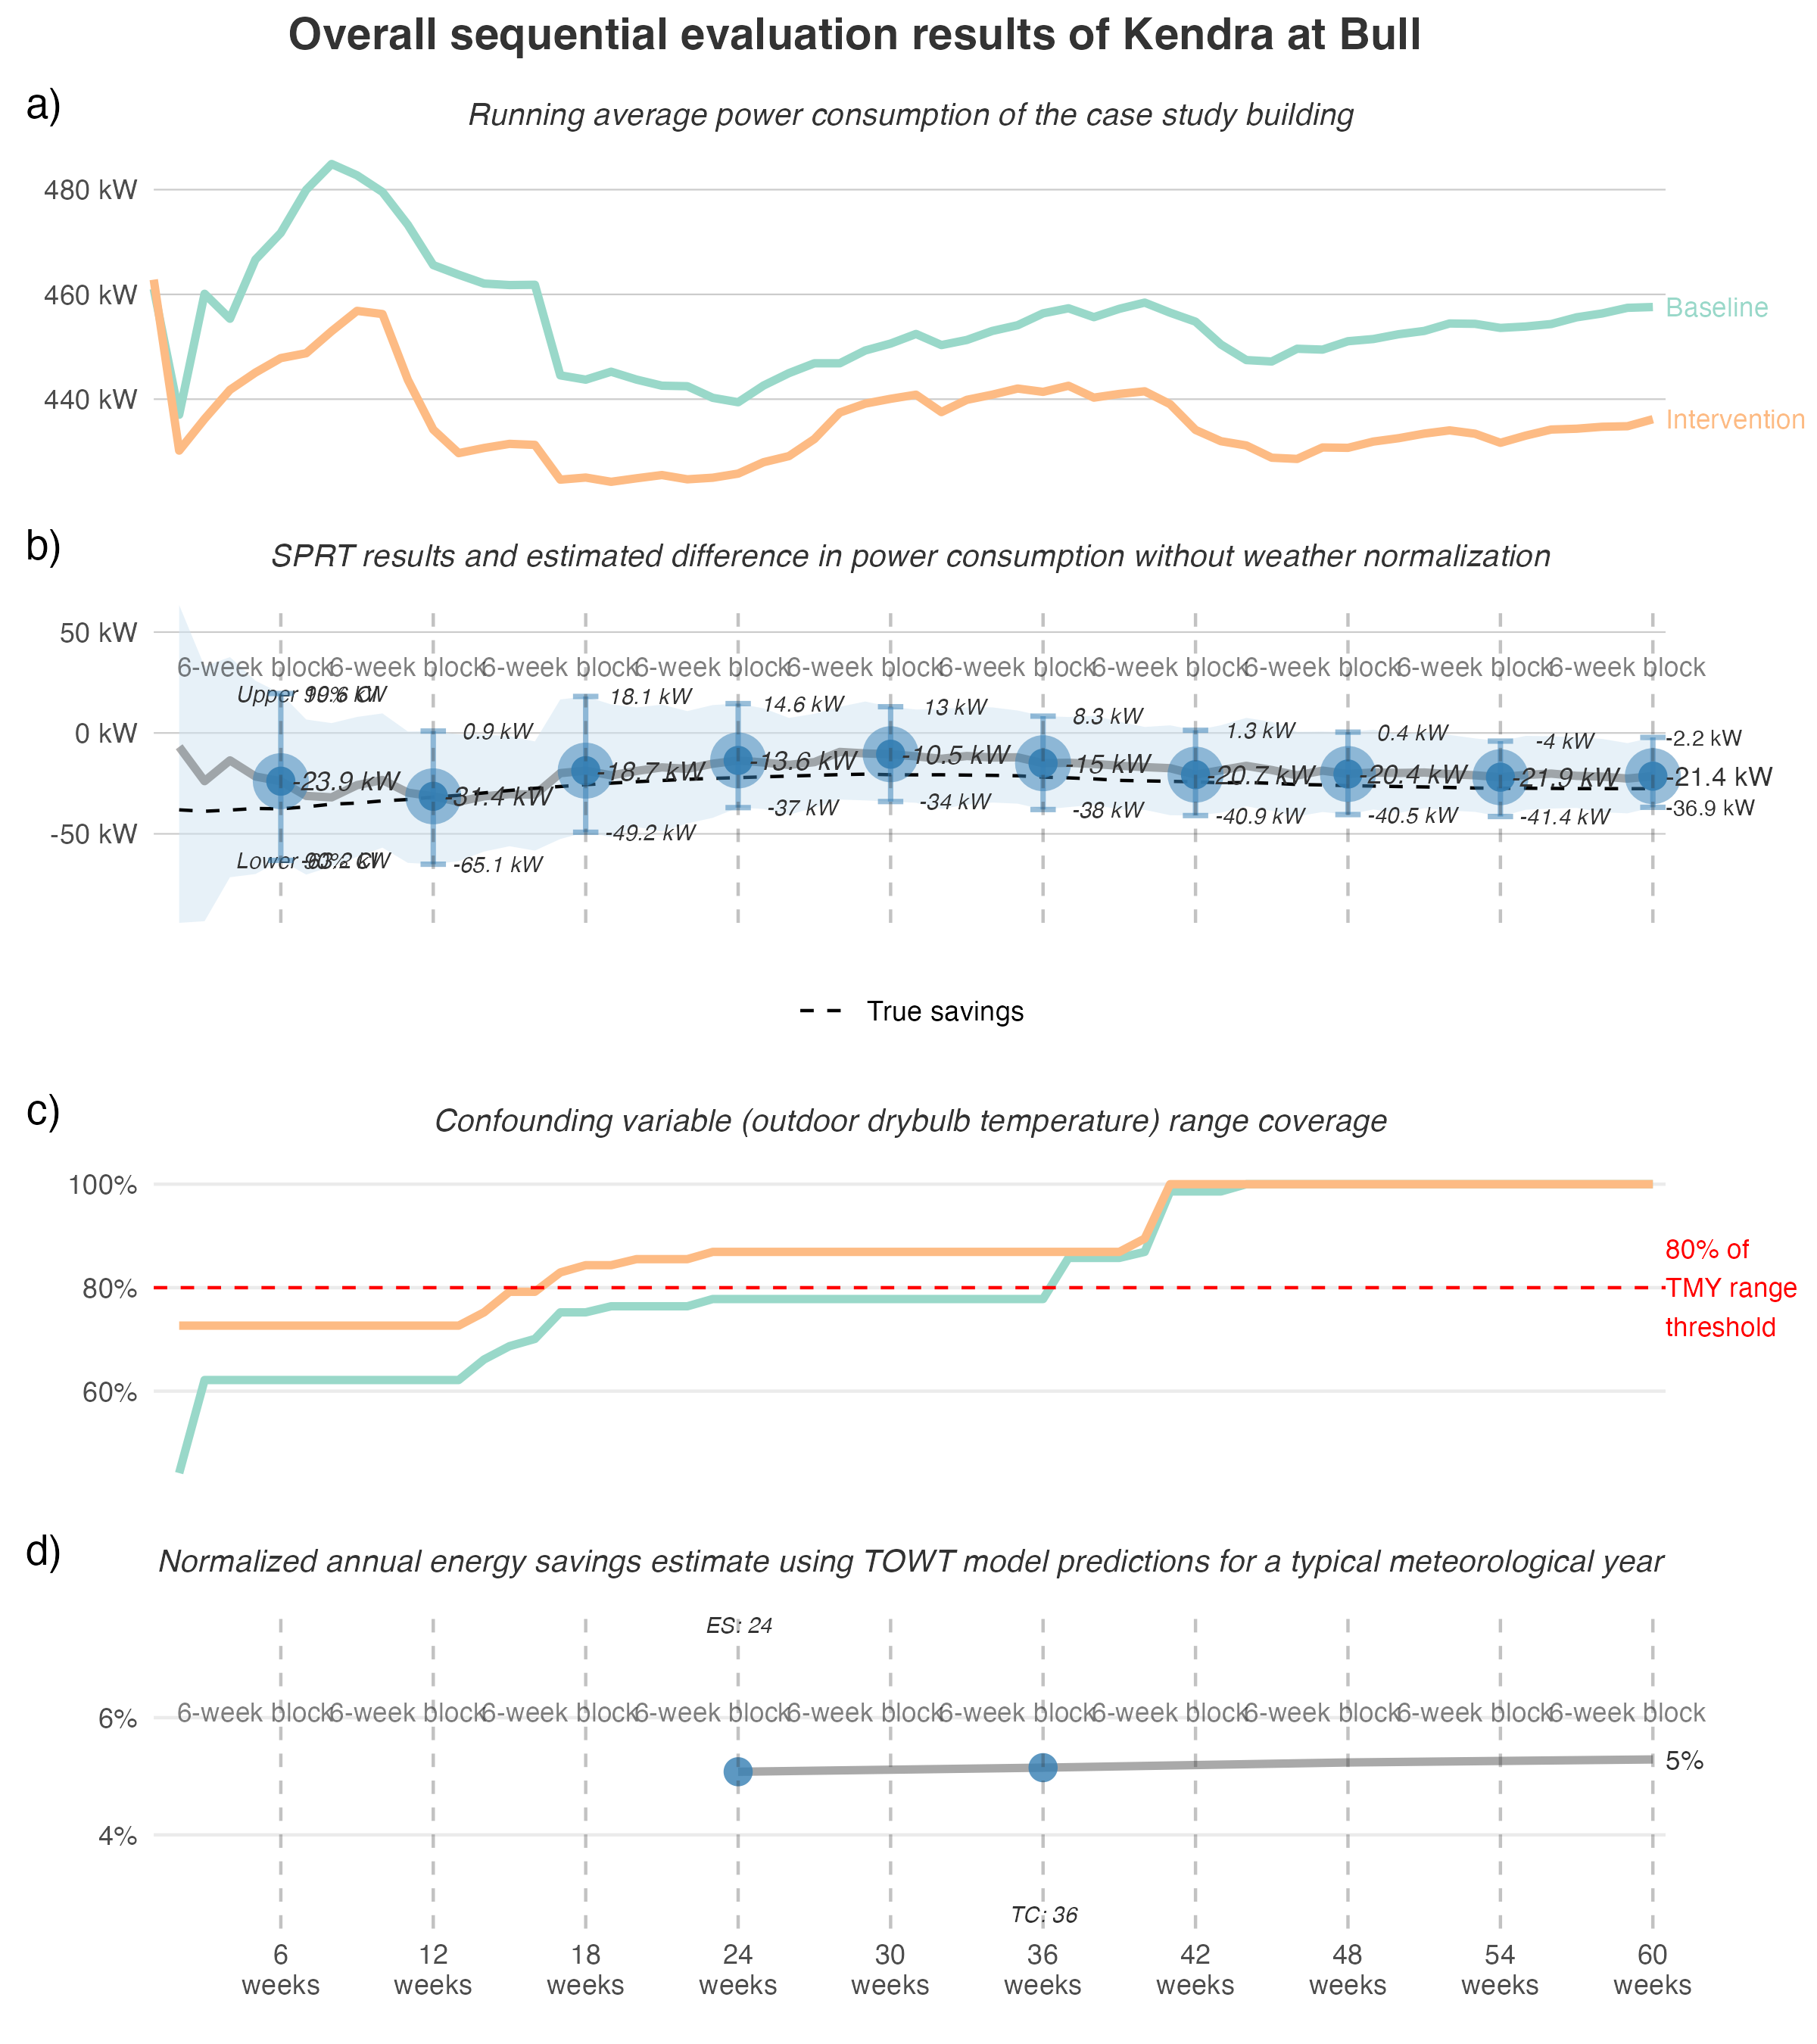 Overall sequential evaluation results of Kendra at Bull
a)
Running average power consumption of the case study building
480 kW
460 kW
440 kW
Baseline
Intervention
b)
SPRT results and estimated difference in power consumption without weather normalization
50 kW
0 kW
-50 kW
6-week block 6-week block 6-week block 6-week block 6-week block 6-week block 6-week block 6-week block 6-week block 6-week block
Upper 90% CI
18.1 kW
14.6 kW
13 kW
8.3 kW
0.9 kW
1.3 kW
0.4 kW
-4 kW
-2.2 kW
-23.9 kW
-31.4 kW
-18.7 kW
-13.6 kW
-10.5 kW
-15 kW
-20.7 kW
-20.4 kW
-21.9 kW
-21.4 kW
Lower 90% CI
-63.2 kW
-65.1 kW
-49.2 kW
-37 kW
-34 kW
-38 kW
-40.9 kW
-40.5 kW
-41.4 kW
-36.9 kW
True savings
c)
Confounding variable (outdoor drybulb temperature) range coverage
100%
80%
60%
80% of
TMY range
threshold
d)
Normalized annual energy savings estimate using TOWT model predictions for a typical meteorological year
ES: 24
6%
4%
6-week block 6-week block 6-week block 6-week block 6-week block 6-week block 6-week block 6-week block 6-week block 6-week block
5%
TC: 36
6 12 18 24 30 36 42 48 54 60
weeks weeks weeks weeks weeks weeks weeks weeks weeks weeks